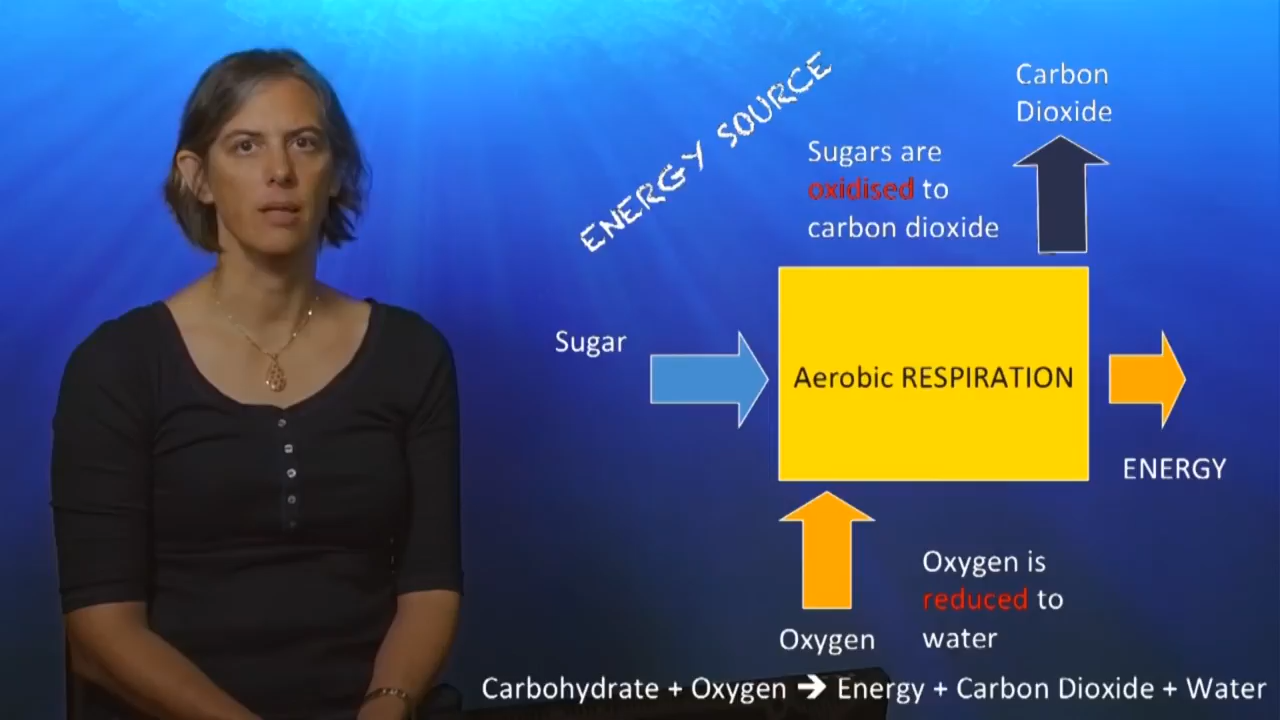 ENERGY SOURCE
Carbon
Dioxide
Sugars are
oxidised to
carbon dioxide
Sugar
Aerobic RESPIRATION
ENERGY
Oxygen is
reduced to
water
Oxygen
Carbohydrate + Oxygen → Energy + Carbon Dioxide + Water